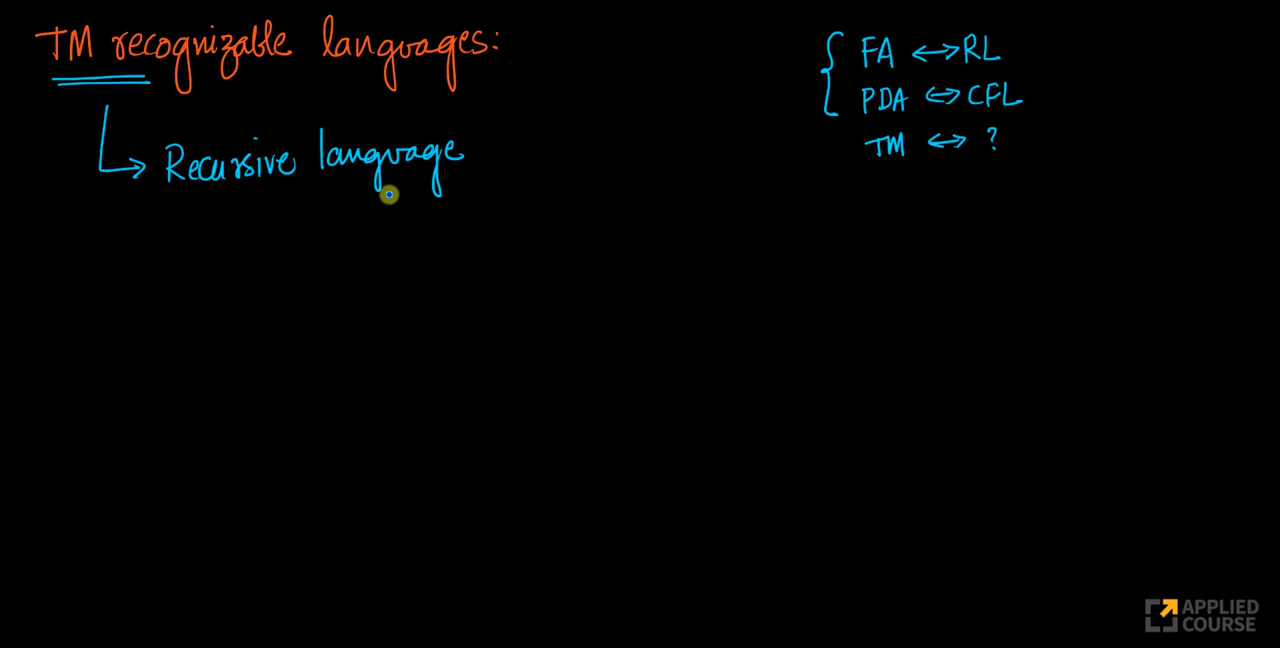 TM recognizable languages:
Recursive language
FA ↔ RL
PDA ↔ CFL
TM ↔ ?
APPLIED
COURSE